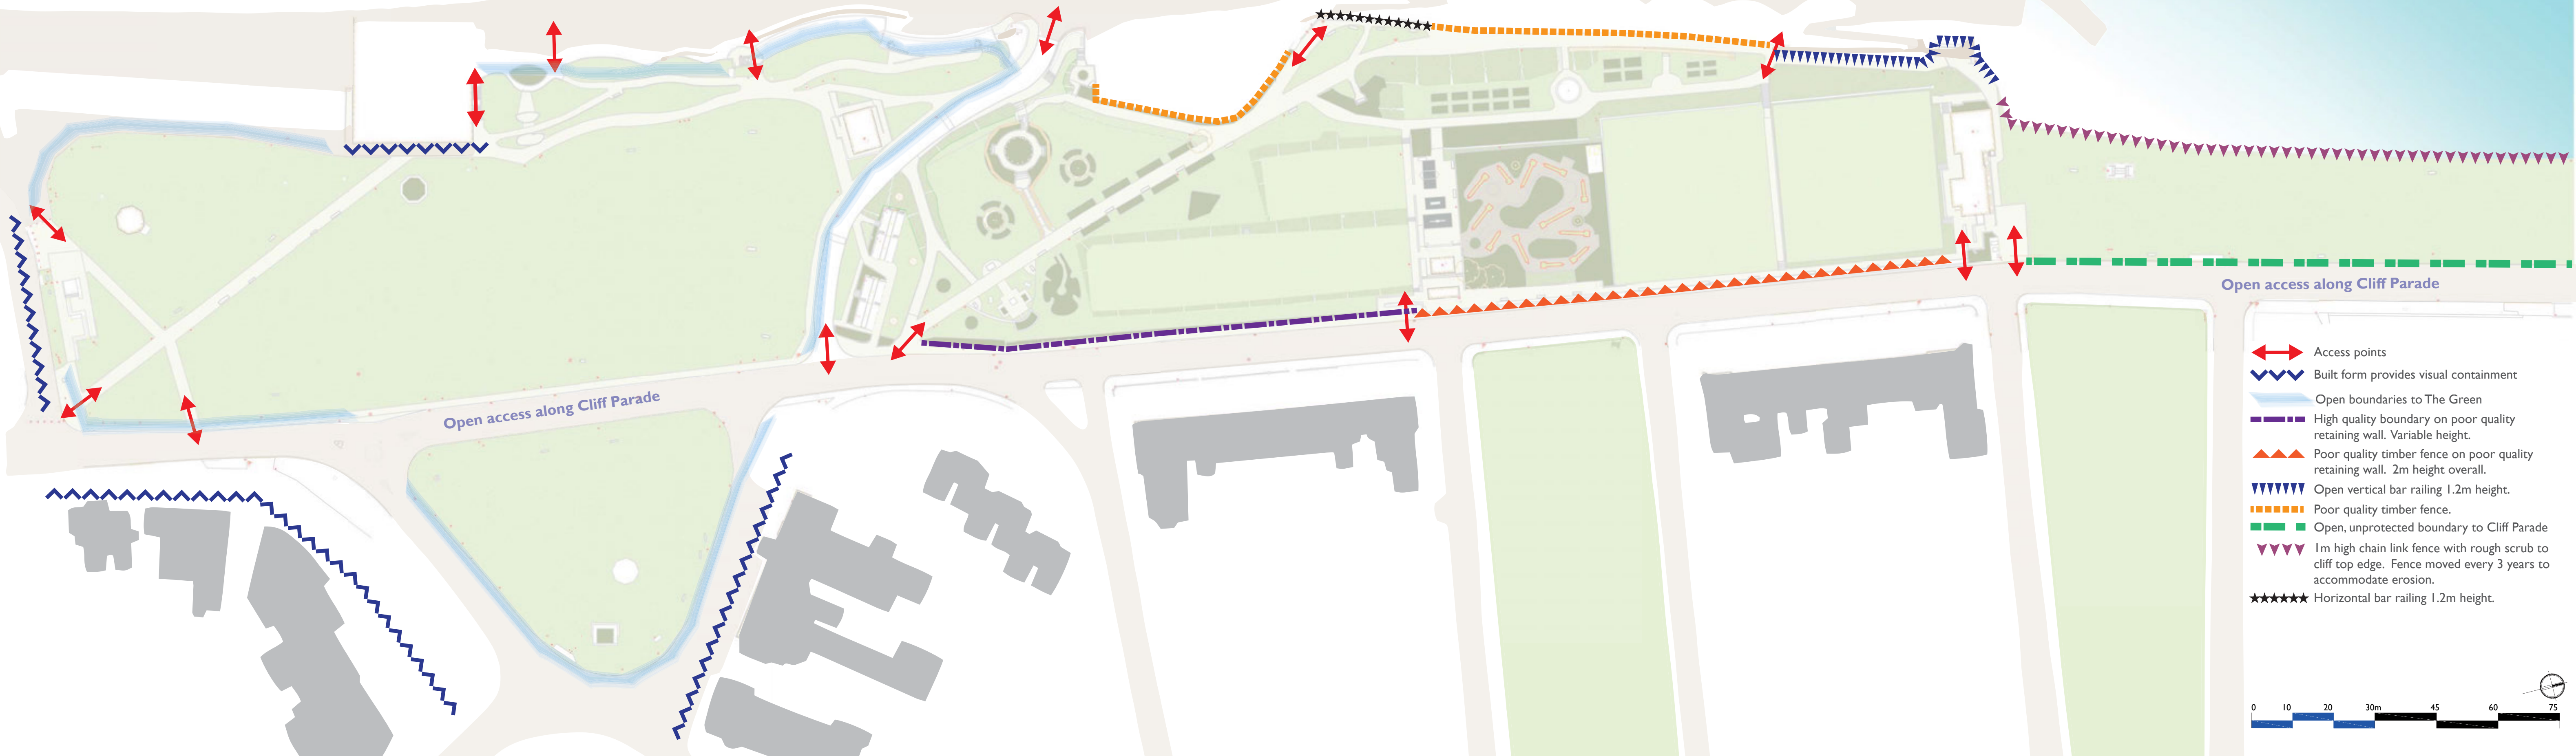 Open access along Cliff Parade
Open access along Cliff Parade
Access points
Built form provides visual containment
Open boundaries to The Green
High quality boundary on poor quality
retaining wall. Variable height.
Poor quality timber fence on poor quality
retaining wall. 2m height overall.
Open vertical bar railing 1.2m height.
Poor quality timber fence.
Open, unprotected boundary to Cliff Parade
1m high chain link fence with rough scrub to
cliff top edge. Fence moved every 3 years to
accommodate erosion.
Horizontal bar railing 1.2m height.
0 10 20 30m 45 60 75